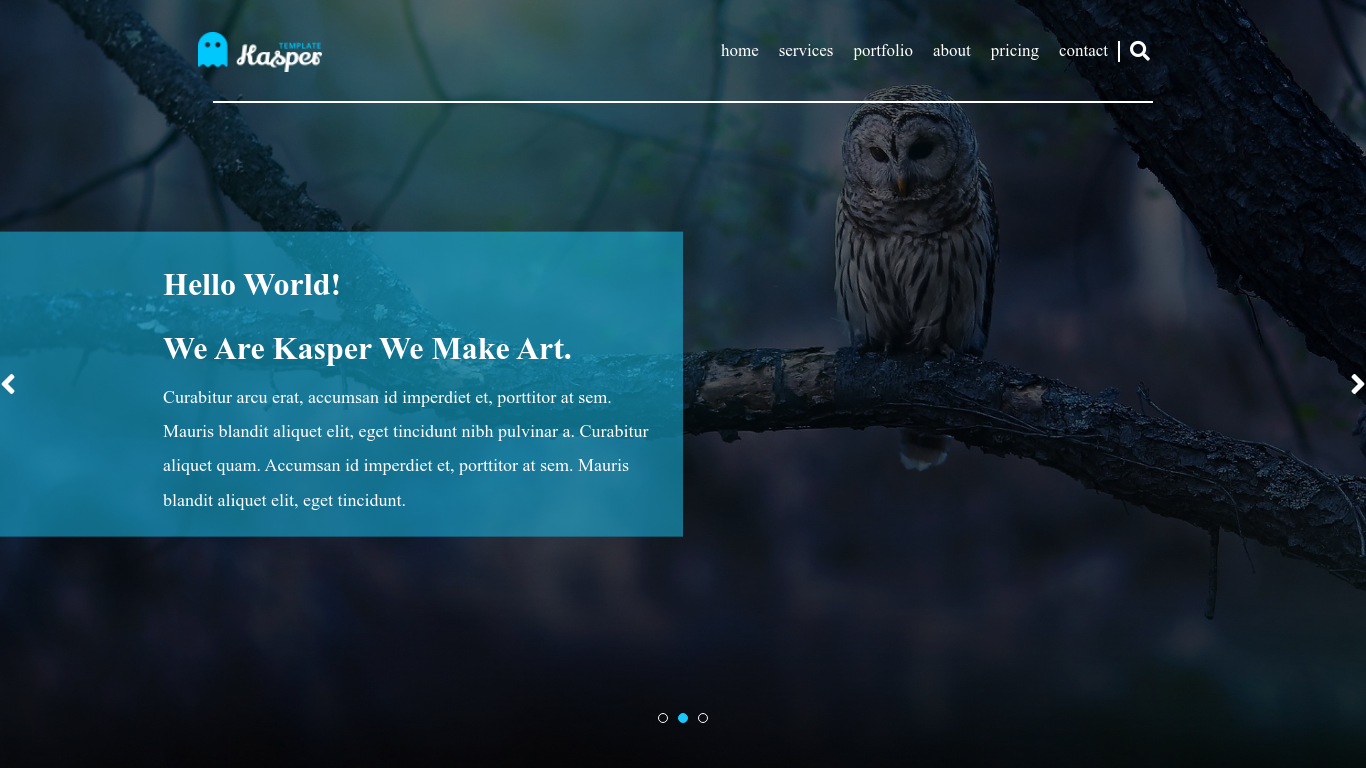 TEMPLATE
Kasper
home services portfolio about pricing contact
Hello World!
We Are Kasper We Make Art.
Curabitur arcu erat, accumsan id imperdiet et, porttitor at sem.
Mauris blandit aliquet elit, eget tincidunt nibh pulvinar a. Curabitur
aliquet quam. Accumsan id imperdiet et, porttitor at sem. Mauris
blandit aliquet elit, eget tincidunt.